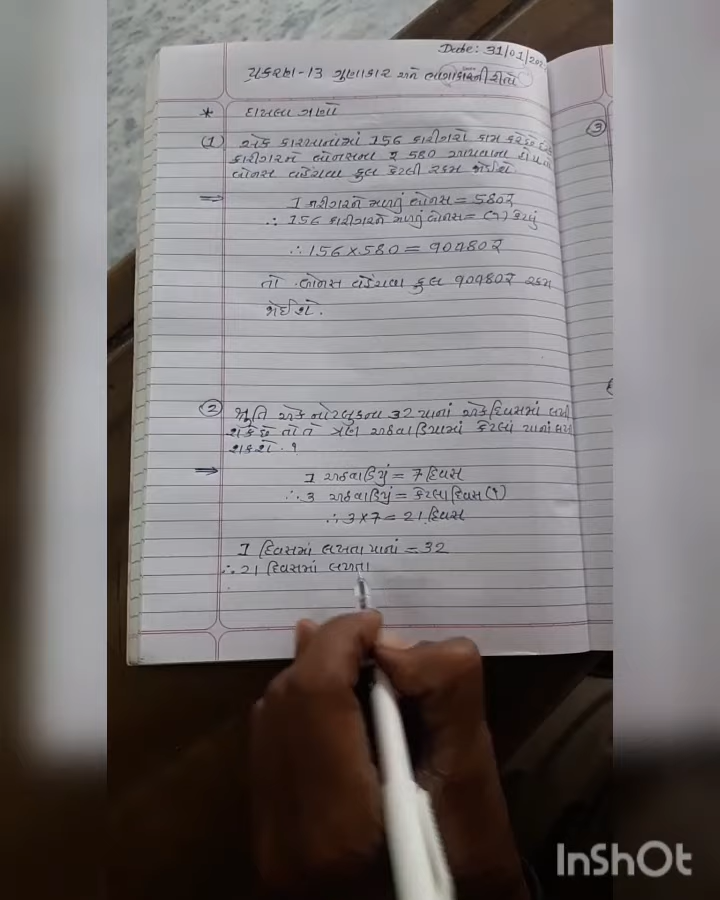 Date: 31/01/202
પ્રકરણ-13 ગુણાકાર અને ભાગાકારની રીતો
* દાખલા ગણો
(1) એક કારખાનામાં 156 કારીગરો કામ કરે છે
કારીગરને બોનસના ₹ 580 આપવાના હોય તો
બોનસ વહેંચવા કુલ કેટલી રકમ જોઈશે
⇒ 1 કારીગરને મળતું બોનસ = 580₹
∴ 156 કારીગરને મળતું બોનસ = (?) કેટલું
∴ 156 × 580 = 90480₹
તો બોનસ વહેંચવા કુલ 90480₹ રકમ
જોઈશે.
3
(2) શ્રુતિ એક નોટબુકના 32 પાનાં એક દિવસમાં લખી
શકે છે તો તે ત્રણ અઠવાડિયામાં કેટલાં પાનાં લખી
શકશે. ?
⇒ 1 અઠવાડિયું = 7 દિવસ
∴ 3 અઠવાડિયું = કેટલા દિવસ (?)
∴ 3 × 7 = 21 દિવસ
1 દિવસમાં લખતા પાનાં = 32
∴ 21 દિવસમાં લખતા
InShOt